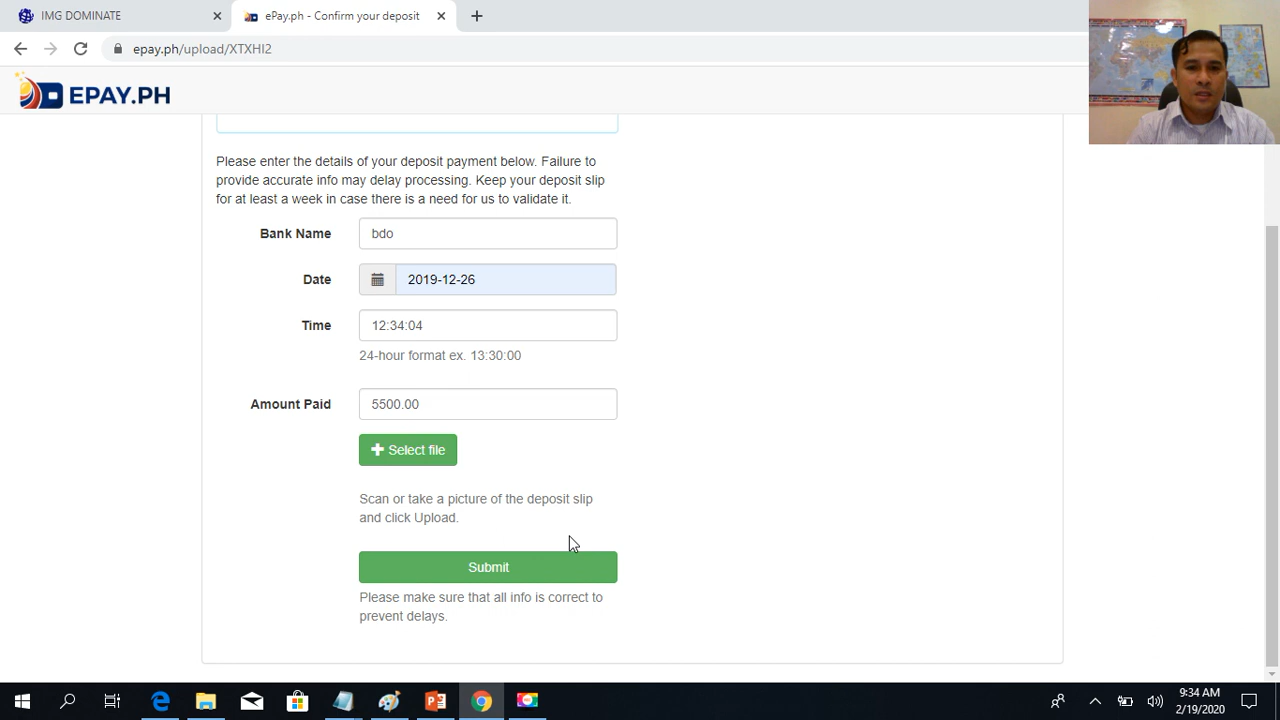 IMG DOMINATE
ePay.ph - Confirm your deposit
epay.ph/upload/XTXHI2
EPAY.PH
Please enter the details of your deposit payment below. Failure to
provide accurate info may delay processing. Keep your deposit slip
for at least a week in case there is a need for us to validate it.
Bank Name
bdo
Date
2019-12-26
Time
12:34:04
24-hour format ex. 13:30:00
Amount Paid
5500.00
Select file
Scan or take a picture of the deposit slip
and click Upload.
Submit
Please make sure that all info is correct to
prevent delays.
9:34 AM
2/19/2020